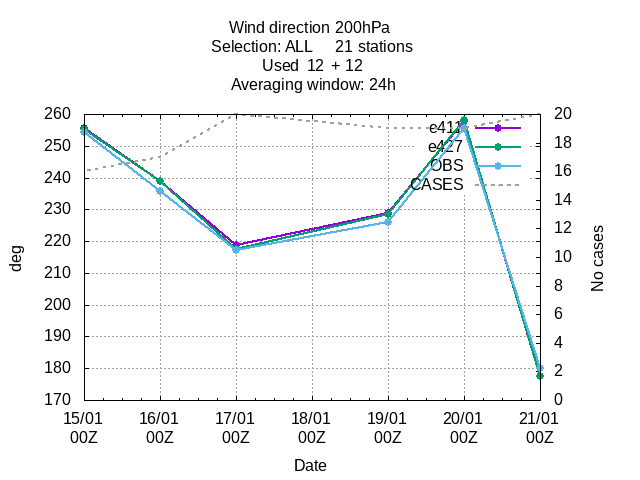 Wind direction 200hPa
Selection: ALL 21 stations
Used 12 + 12
Averaging window: 24h
260
250
240
230
220
210
200
190
180
170
20
18
16
14
12
10
8
6
4
2
0
e411
e427
OBS
CASES
deg
No cases
15/01 16/01 17/01 18/01 19/01 20/01 21/01
00Z 00Z 00Z 00Z 00Z 00Z 00Z
Date